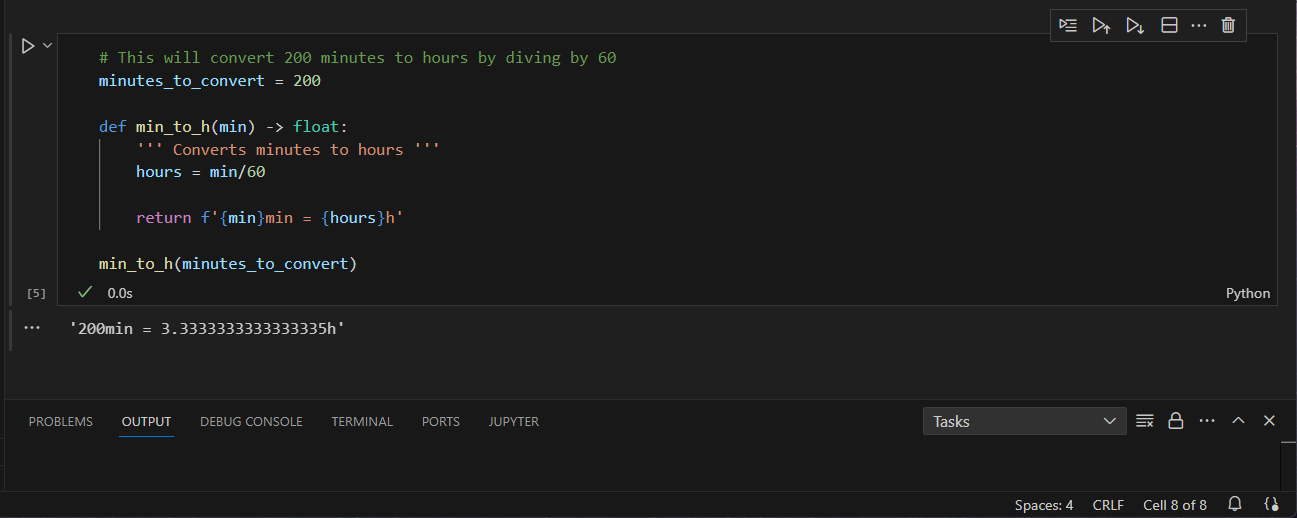 # This will convert 200 minutes to hours by diving by 60
minutes_to_convert = 200
def min_to_h(min) -> float:
''' Converts minutes to hours '''
hours = min/60
return f'{min}min = {hours}h'
min_to_h(minutes_to_convert)
[5] 0.0s Python
'200min = 3.3333333333333335h'
PROBLEMS OUTPUT DEBUG CONSOLE TERMINAL PORTS JUPYTER Tasks
Spaces: 4 CRLF Cell 8 of 8